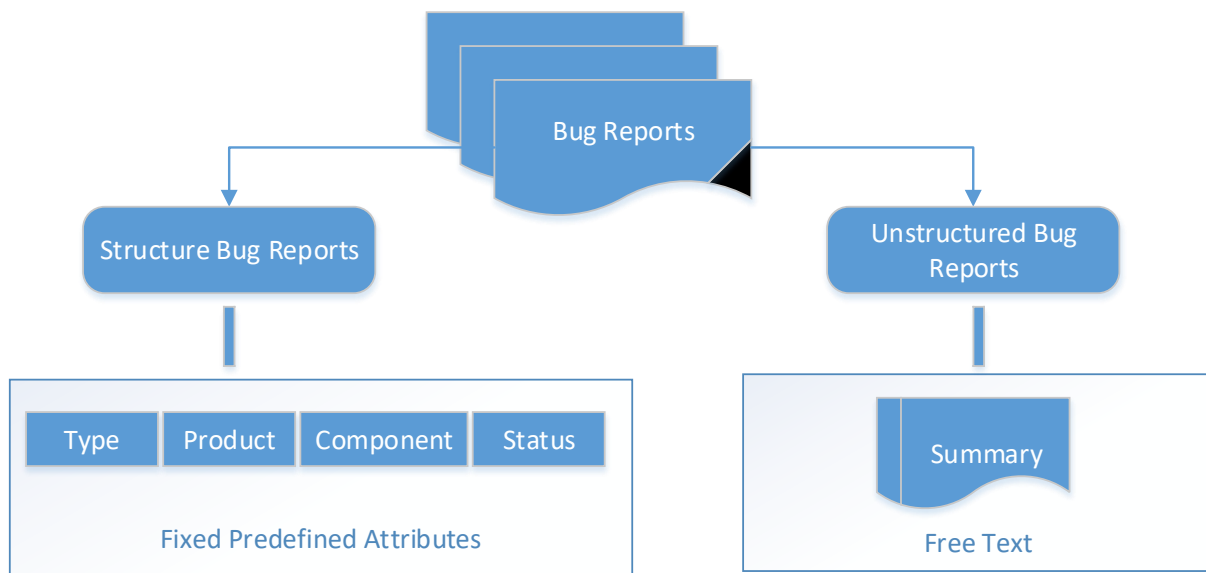 Bug Reports
Structure Bug Reports
Unstructured Bug
Reports
Type
Product
Component
Status
Fixed Predefined Attributes
Summary
Free Text